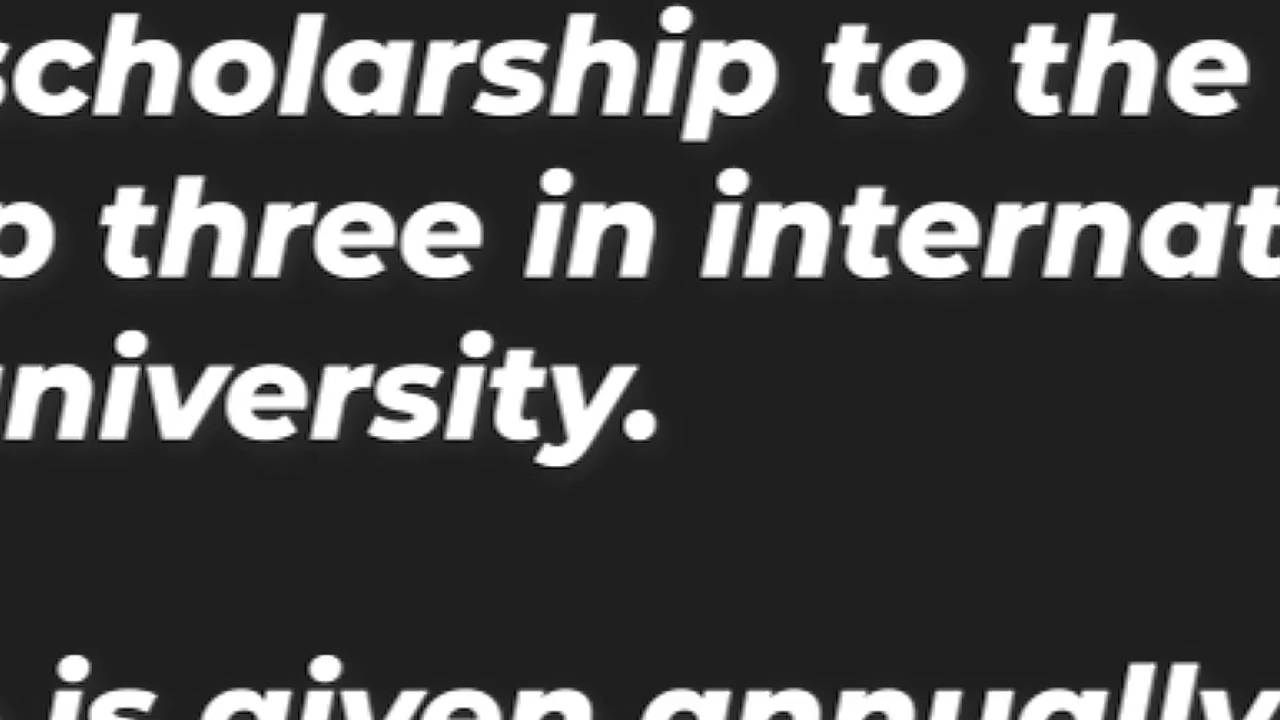 scholarship to the
p three in internat
university.
is given annually